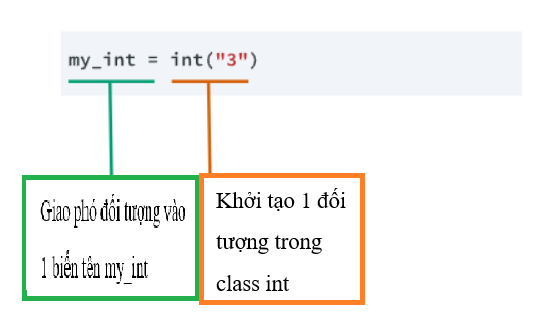 my_int = int("3")
Giao phó đối tượng vào
1 biến tên my_int
Khởi tạo 1 đối
tượng trong
class int